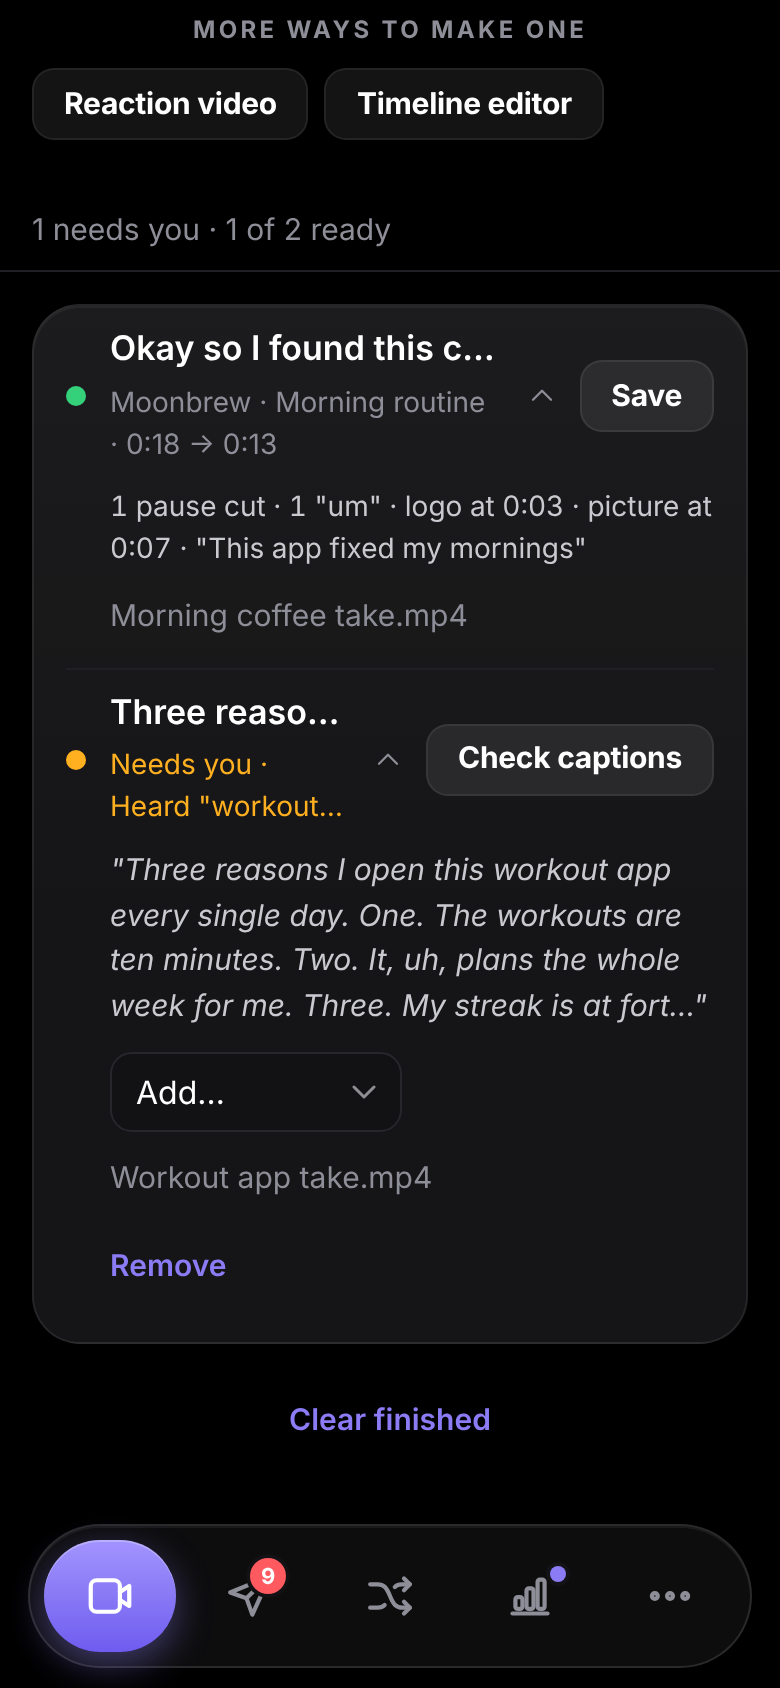 MORE WAYS TO MAKE ONE
Reaction video
Timeline editor
1 needs you · 1 of 2 ready
Okay so I found this c...
Moonbrew · Morning routine
· 0:18 → 0:13
Save
1 pause cut · 1 "um" · logo at 0:03 · picture at
0:07 · "This app fixed my mornings"
Morning coffee take.mp4
Three reaso...
Needs you ·
Heard "workout...
Check captions
"Three reasons I open this workout app
every single day. One. The workouts are
ten minutes. Two. It, uh, plans the whole
week for me. Three. My streak is at fort..."
Add...
Workout app take.mp4
Remove
Clear finished
9